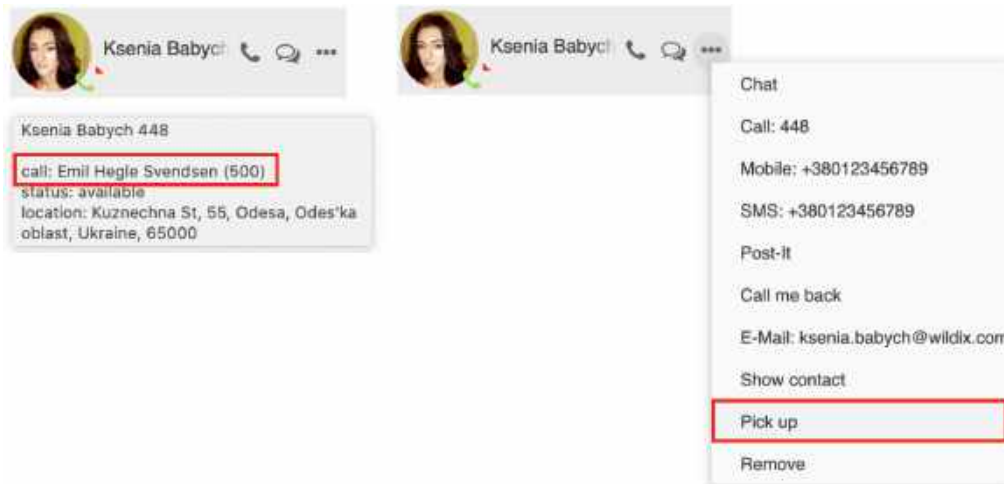 Ksenia Babych
Ksenia Babych 448
call: Emil Hegle Svendsen (500)
status: available
location: Kuznechna St, 55, Odesa, Odes'ka
oblast, Ukraine, 65000
Ksenia Babych
Chat
Call: 448
Mobile: +380123456789
SMS: +380123456789
Post-It
Call me back
E-Mail: ksenia.babych@wildix.com
Show contact
Pick up
Remove